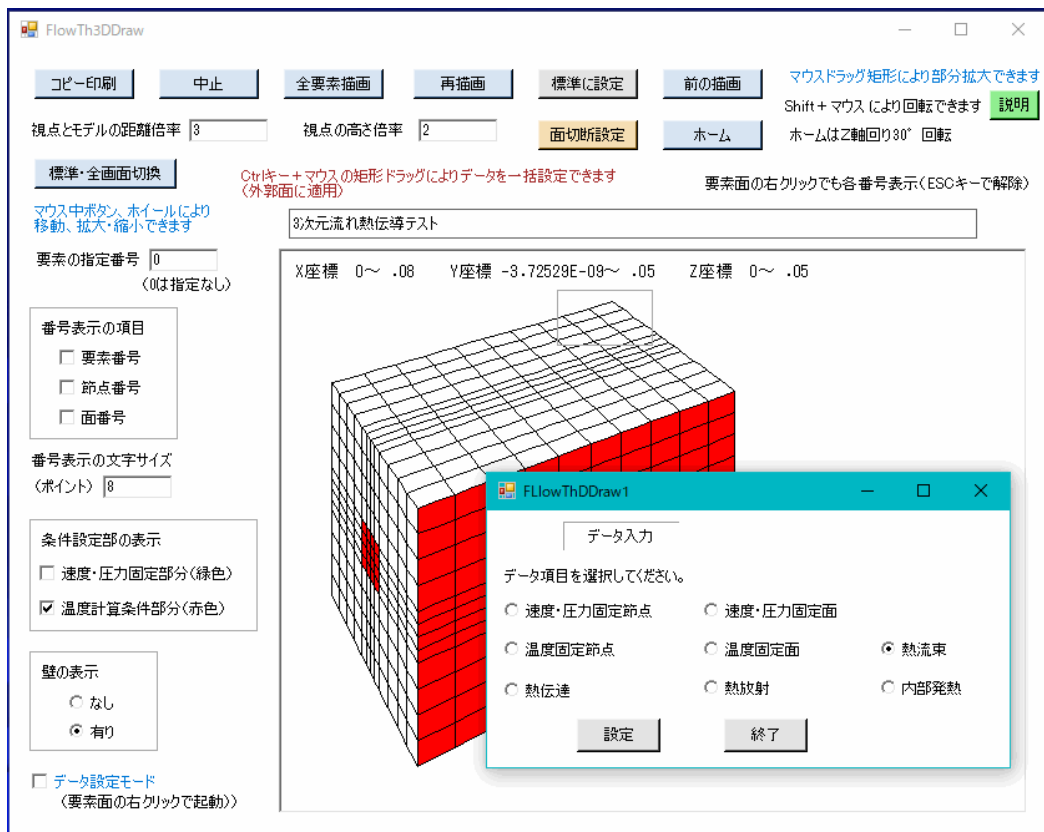 FlowTh3DDraw
コピー印刷 中止 全要素描画 再描画 標準に設定 前の描画 マウスドラッグ矩形により部分拡大できます
Shift+マウスにより回転できます 説明
視点とモデルの距離倍率 3 視点の高さ倍率 2 面切断設定 ホーム ホームはZ軸回り30° 回転
標準・全画面切換 Ctrlキー+マウスの矩形ドラッグによりデータを一括設定できます
(外郭面に適用) 要素面の右クリックでも各番号表示(ESCキーで解除)
マウス中ボタン、ホイールにより
移動、拡大・縮小できます
3次元流れ熱伝導テスト
要素の指定番号 0
(0は指定なし)
X座標 0~ .08 Y座標 -3.72529E-09~ .05 Z座標 0~ .05
番号表示の項目
要素番号
節点番号
面番号
番号表示の文字サイズ
(ポイント) 8
条件設定部の表示
速度・圧力固定部分(緑色)
温度計算条件部分(赤色)
壁の表示
なし
有り
データ設定モード
(要素面の右クリックで起動))
FLlowThDDraw1
データ入力
データ項目を選択してください。
速度・圧力固定節点 速度・圧力固定面
温度固定節点 温度固定面 熱流束
熱伝達 熱放射 内部発熱
設定 終了